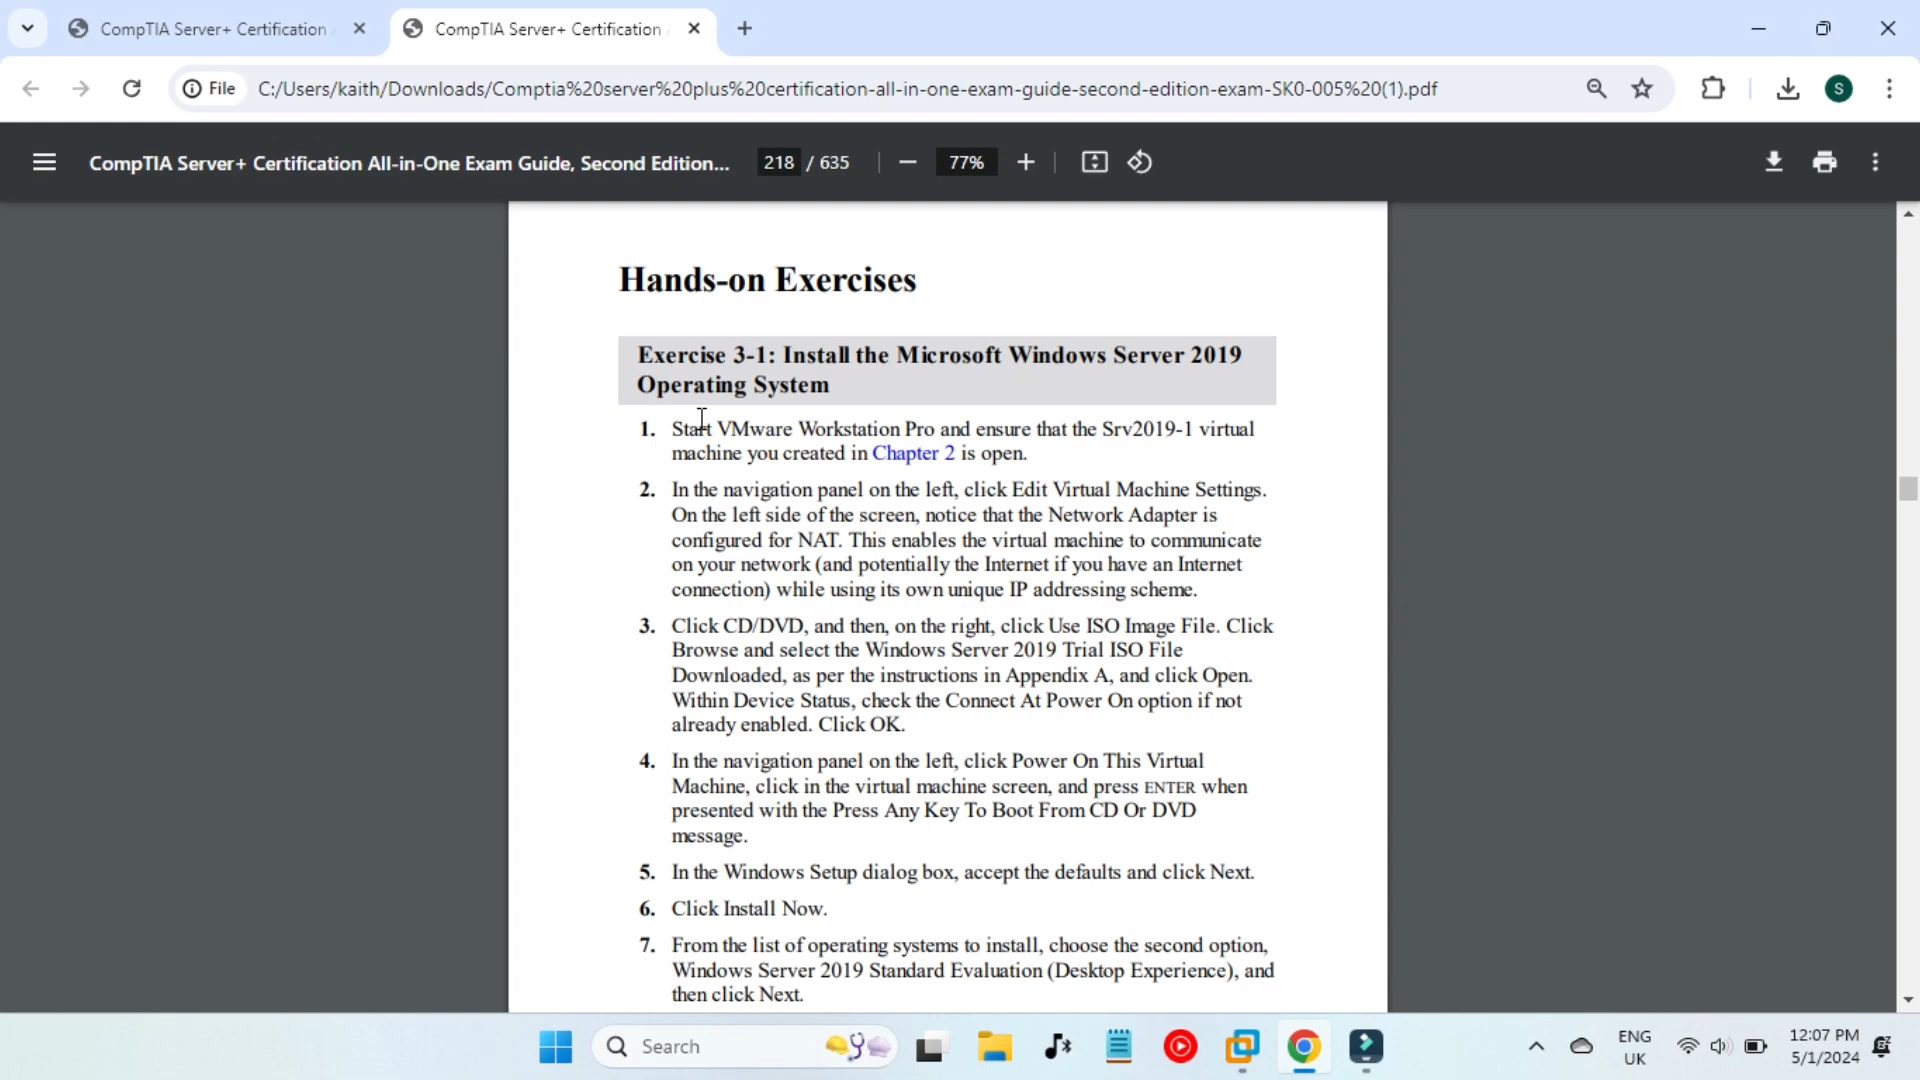 CompTIA Server+ Certification
CompTIA Server+ Certification
File
C:/Users/kaith/Downloads/Comptia%20server%20plus%20certification-all-in-one-exam-guide-second-edition-exam-SK0-005%20(1).pdf
S
CompTIA Server+ Certification All-in-One Exam Guide, Second Edition...
218 / 635
77%
Hands-on Exercises
Exercise 3-1: Install the Microsoft Windows Server 2019
Operating System
1. Start VMware Workstation Pro and ensure that the Srv2019-1 virtual
machine you created in Chapter 2 is open.
2. In the navigation panel on the left, click Edit Virtual Machine Settings.
On the left side of the screen, notice that the Network Adapter is
configured for NAT. This enables the virtual machine to communicate
on your network (and potentially the Internet if you have an Internet
connection) while using its own unique IP addressing scheme.
3. Click CD/DVD, and then, on the right, click Use ISO Image File. Click
Browse and select the Windows Server 2019 Trial ISO File
Downloaded, as per the instructions in Appendix A, and click Open.
Within Device Status, check the Connect At Power On option if not
already enabled. Click OK.
4. In the navigation panel on the left, click Power On This Virtual
Machine, click in the virtual machine screen, and press ENTER when
presented with the Press Any Key To Boot From CD Or DVD
message.
5. In the Windows Setup dialog box, accept the defaults and click Next.
6. Click Install Now.
7. From the list of operating systems to install, choose the second option,
Windows Server 2019 Standard Evaluation (Desktop Experience), and
then click Next.
Search
ENG
UK
12:07 PM
5/1/2024